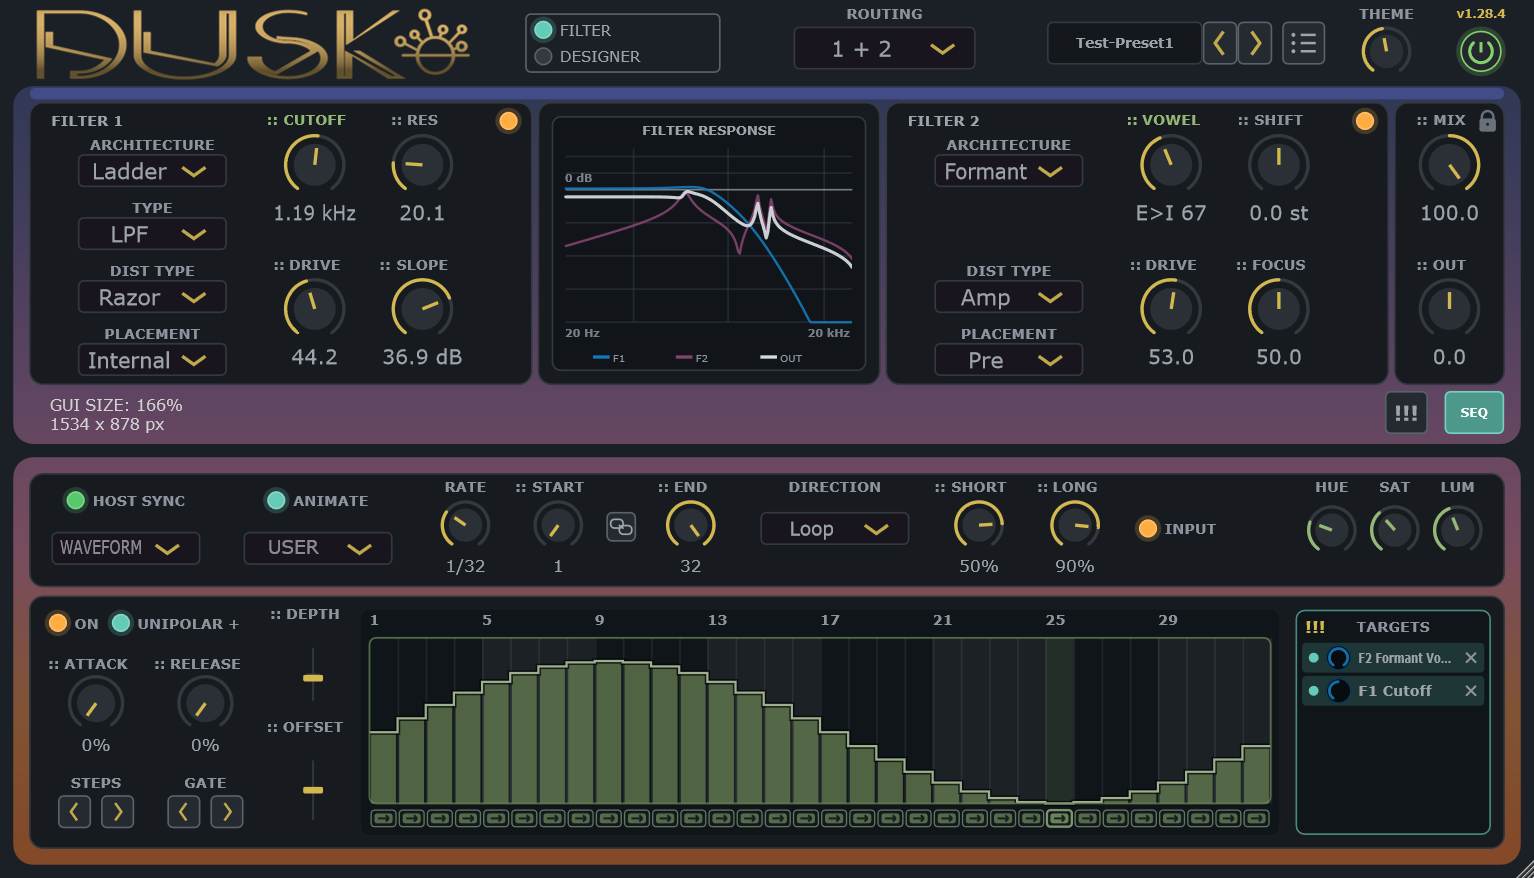 DUSK
FILTER
DESIGNER
ROUTING
1 + 2
Test-Preset1
THEME
v1.28.4
FILTER 1
ARCHITECTURE
Ladder
TYPE
LPF
DIST TYPE
Razor
PLACEMENT
Internal
:: CUTOFF
1.19 kHz
:: RES
20.1
:: DRIVE
44.2
:: SLOPE
36.9 dB
FILTER RESPONSE
0 dB
20 Hz
20 kHz
F1
F2
OUT
FILTER 2
ARCHITECTURE
Formant
DIST TYPE
Amp
PLACEMENT
Pre
:: VOWEL
E>I 67
:: SHIFT
0.0 st
:: DRIVE
53.0
:: FOCUS
50.0
:: MIX
100.0
:: OUT
0.0
GUI SIZE: 166%
1534 x 878 px
!!!
SEQ
HOST SYNC
WAVEFORM
ANIMATE
USER
RATE
1/32
:: START
1
:: END
32
DIRECTION
Loop
:: SHORT
50%
:: LONG
90%
INPUT
HUE
SAT
LUM
ON
UNIPOLAR +
:: ATTACK
0%
:: RELEASE
0%
STEPS
GATE
:: DEPTH
:: OFFSET
1 5 9 13 17 21 25 29
!!! TARGETS
F2 Formant Vo...
F1 Cutoff